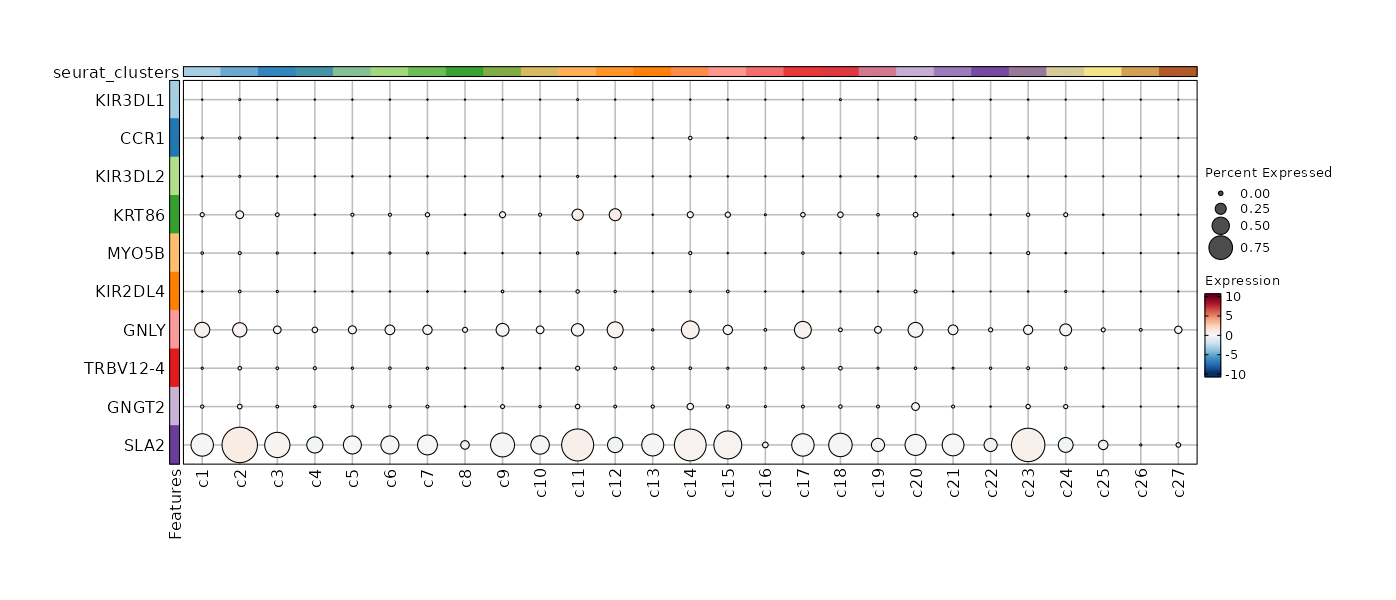 seurat_clusters
KIR3DL1
CCR1
KIR3DL2
KRT86
MYO5B
KIR2DL4
GNLY
TRBV12-4
GNGT2
SLA2
Features
c1 c2 c3 c4 c5 c6 c7 c8 c9 c10 c11 c12 c13 c14 c15 c16 c17 c18 c19 c20 c21 c22 c23 c24 c25 c26 c27
Percent Expressed
0.00
0.25
0.50
0.75
Expression
10
5
0
-5
-10